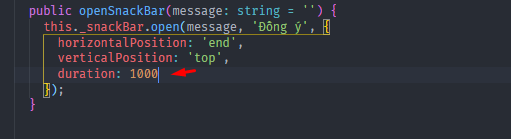 public openSnackBar(message: string = '') {
this._snackBar.open(message, 'Đồng ý', {
horizontalPosition: 'end',
verticalPosition: 'top',
duration: 1000
});
}